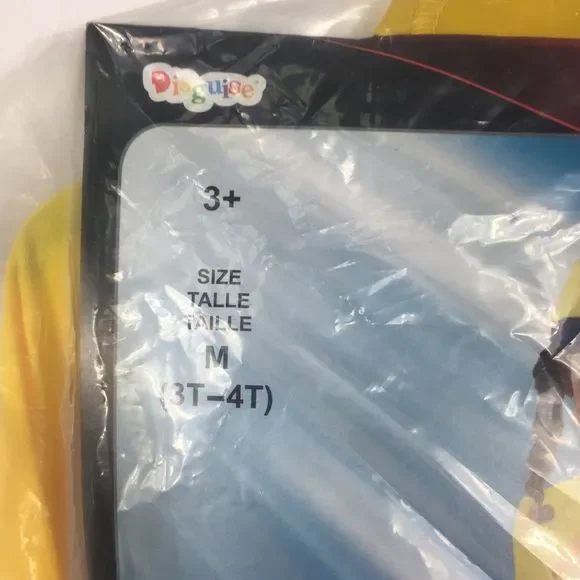 Disguise
3+
SIZE
TALLE
TAILLE
M
(3T–4T)